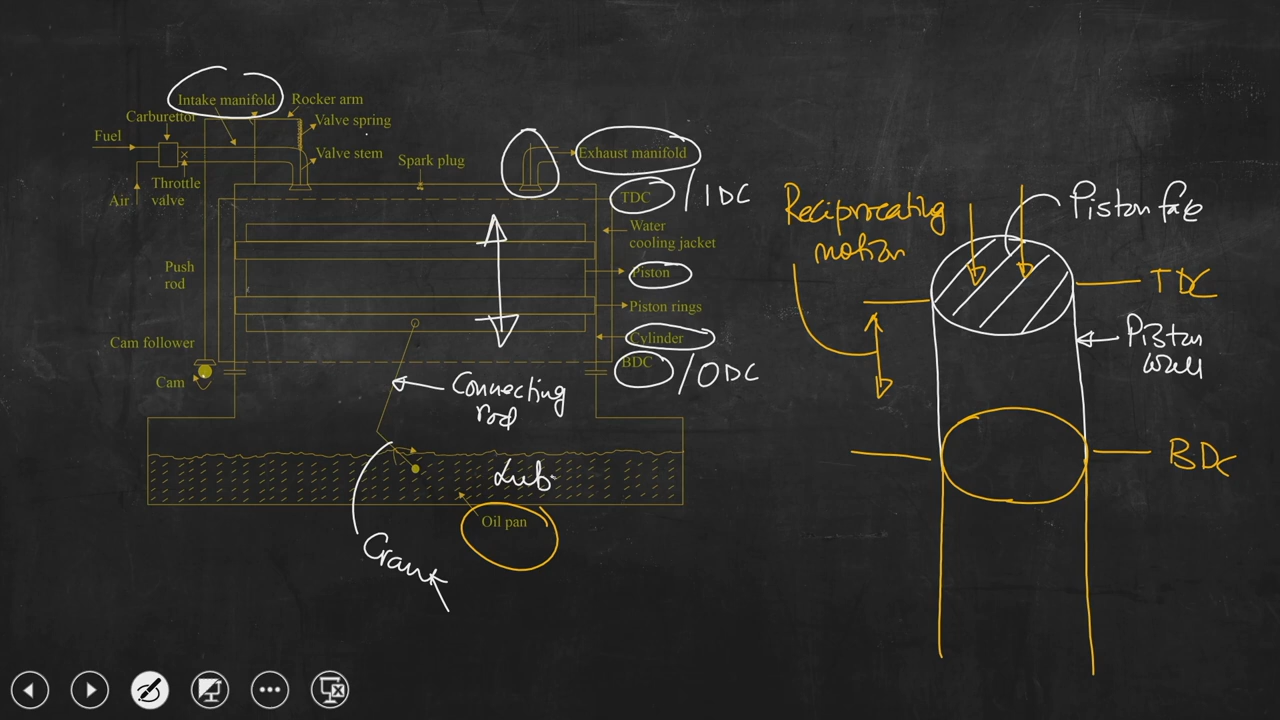 Intake manifold
Rocker arm
Carburettor
Valve spring
Fuel
Valve stem
Exhaust manifold
Spark plug
Throttle
valve
Air
TDC / IDC
Water
cooling jacket
Push
rod
Piston
Piston rings
Cylinder
Cam follower
BDC / ODC
Cam
Connecting
rod
Lub.
Oil pan
Crank
Reciprocating
motion
Piston face
TDC
Piston
Wall
BDC